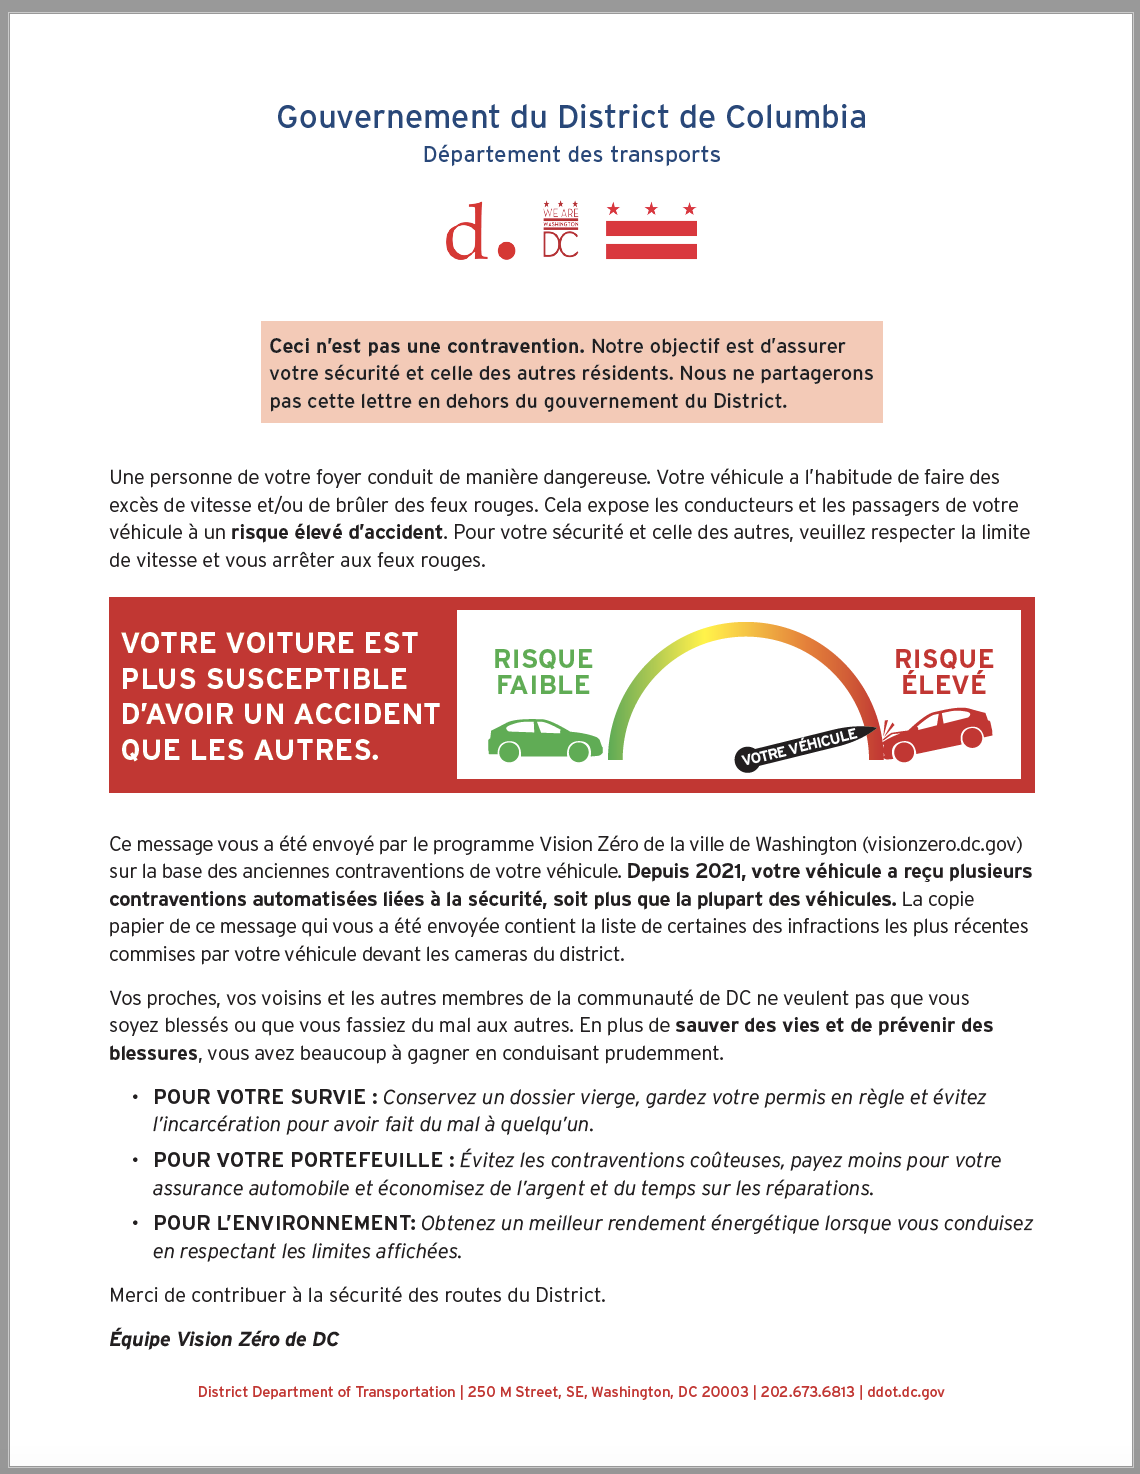 Gouvernement du District de Columbia
Département des transports
d.
WE ARE
WASHINGTON
DC
Ceci n’est pas une contravention. Notre objectif est d’assurer
votre sécurité et celle des autres résidents. Nous ne partagerons
pas cette lettre en dehors du gouvernement du District.
Une personne de votre foyer conduit de manière dangereuse. Votre véhicule a l’habitude de faire des
excès de vitesse et/ou de brûler des feux rouges. Cela expose les conducteurs et les passagers de votre
véhicule à un risque élevé d’accident. Pour votre sécurité et celle des autres, veuillez respecter la limite
de vitesse et vous arrêter aux feux rouges.
VOTRE VOITURE EST
PLUS SUSCEPTIBLE
D’AVOIR UN ACCIDENT
QUE LES AUTRES.
RISQUE
FAIBLE
RISQUE
ÉLEVÉ
VOTRE VÉHICULE
Ce message vous a été envoyé par le programme Vision Zéro de la ville de Washington (visionzero.dc.gov)
sur la base des anciennes contraventions de votre véhicule. Depuis 2021, votre véhicule a reçu plusieurs
contraventions automatisées liées à la sécurité, soit plus que la plupart des véhicules. La copie
papier de ce message qui vous a été envoyée contient la liste de certaines des infractions les plus récentes
commises par votre véhicule devant les cameras du district.
Vos proches, vos voisins et les autres membres de la communauté de DC ne veulent pas que vous
soyez blessés ou que vous fassiez du mal aux autres. En plus de sauver des vies et de prévenir des
blessures, vous avez beaucoup à gagner en conduisant prudemment.
• POUR VOTRE SURVIE : Conservez un dossier vierge, gardez votre permis en règle et évitez
l’incarcération pour avoir fait du mal à quelqu’un.
• POUR VOTRE PORTEFEUILLE : Évitez les contraventions coûteuses, payez moins pour votre
assurance automobile et économisez de l’argent et du temps sur les réparations.
• POUR L’ENVIRONNEMENT: Obtenez un meilleur rendement énergétique lorsque vous conduisez
en respectant les limites affichées.
Merci de contribuer à la sécurité des routes du District.
Équipe Vision Zéro de DC
District Department of Transportation | 250 M Street, SE, Washington, DC 20003 | 202.673.6813 | ddot.dc.gov